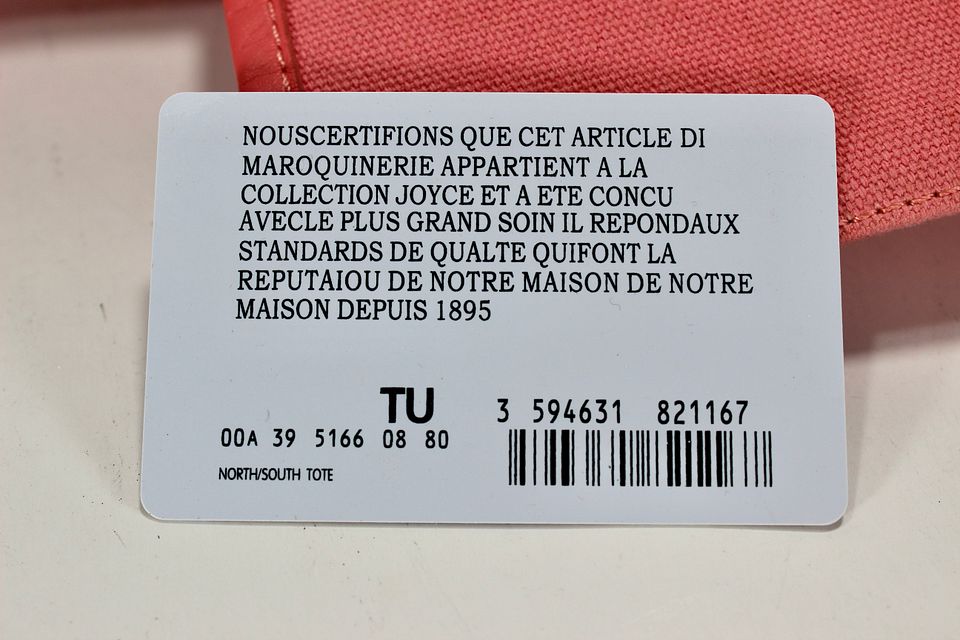 NOUSCERTIFIONS QUE CET ARTICLE DI
MAROQUINERIE APPARTIENT A LA
COLLECTION JOYCE ET A ETE CONCU
AVECLE PLUS GRAND SOIN IL REPONDAUX
STANDARDS DE QUALTE QUIFONT LA
REPUTAIOU DE NOTRE MAISON DE NOTRE
MAISON DEPUIS 1895
TU
00A 39 5166 08 80
NORTH/SOUTH TOTE
3 594631 821167